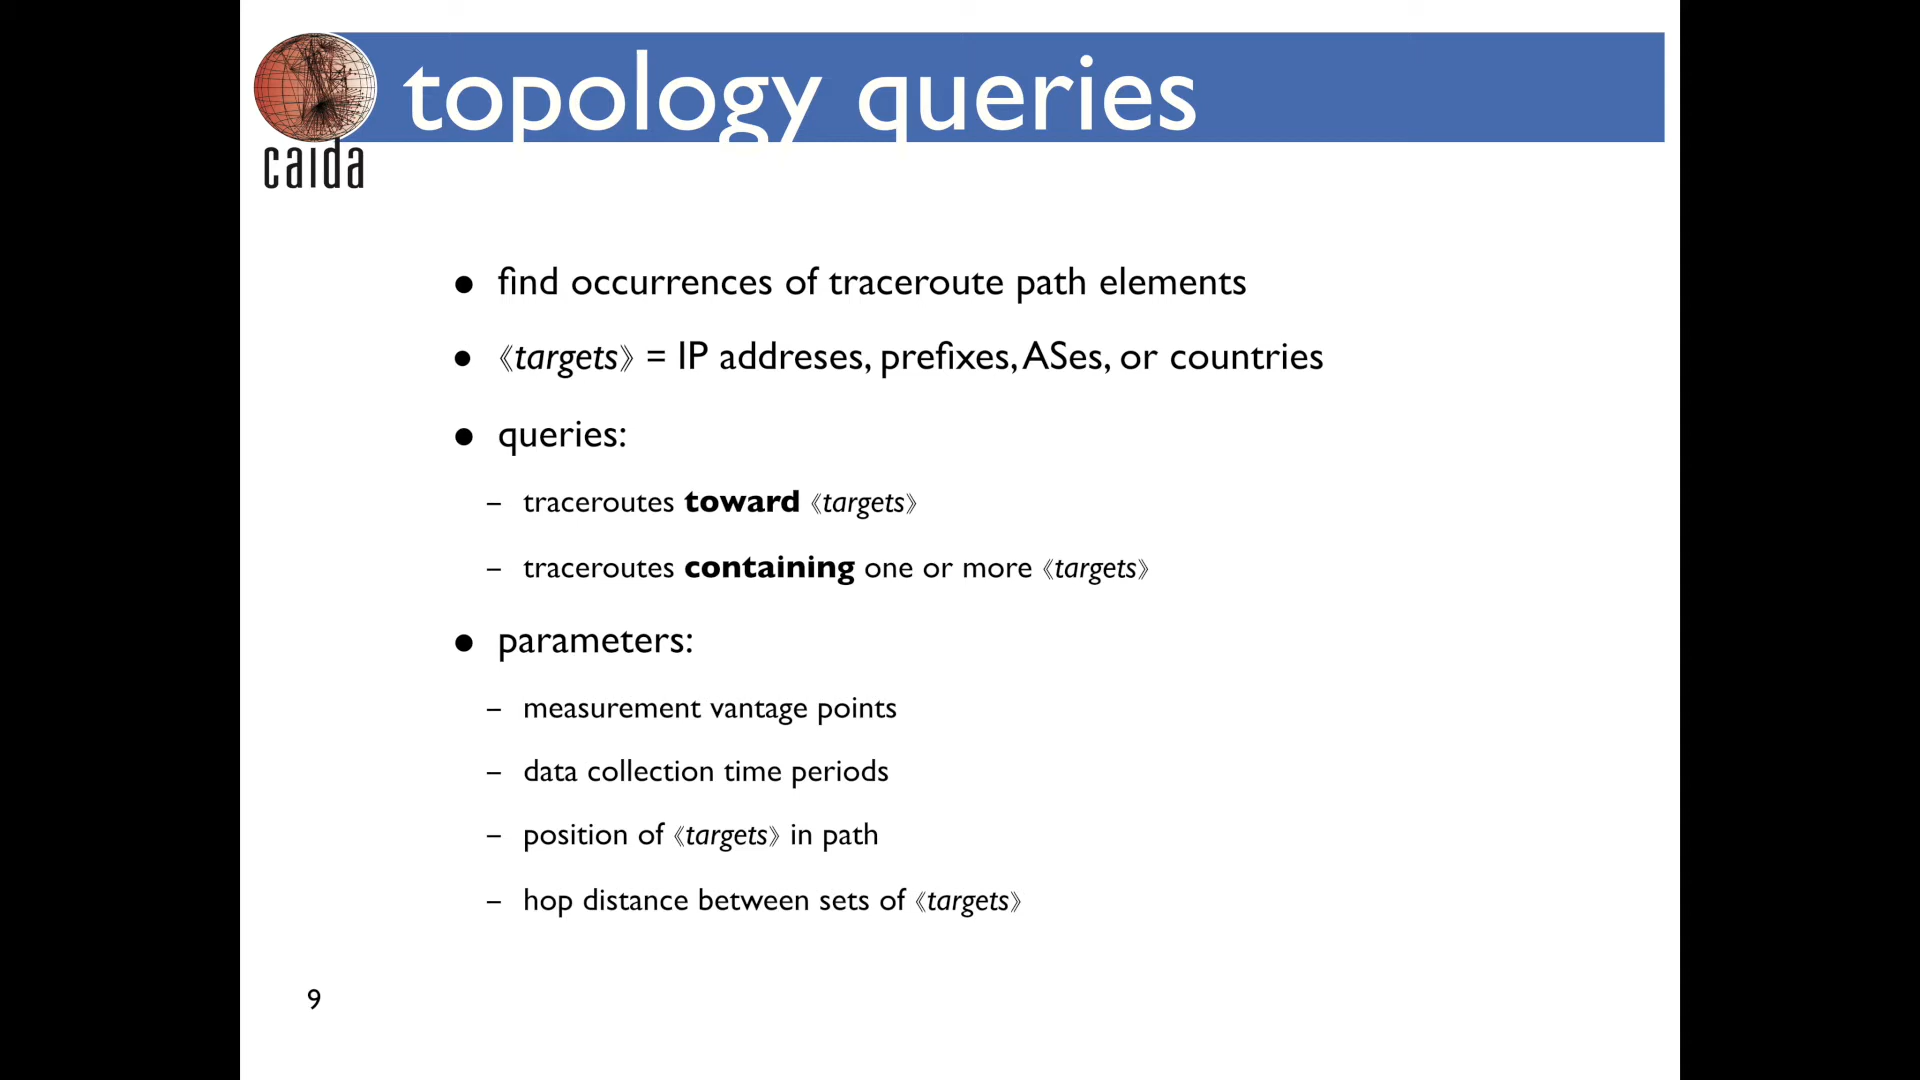 topology queries
caida
• find occurrences of traceroute path elements
• 《targets》 = IP addreses, prefixes, ASes, or countries
• queries:
– traceroutes toward 《targets》
– traceroutes containing one or more 《targets》
• parameters:
– measurement vantage points
– data collection time periods
– position of 《targets》 in path
– hop distance between sets of 《targets》
9